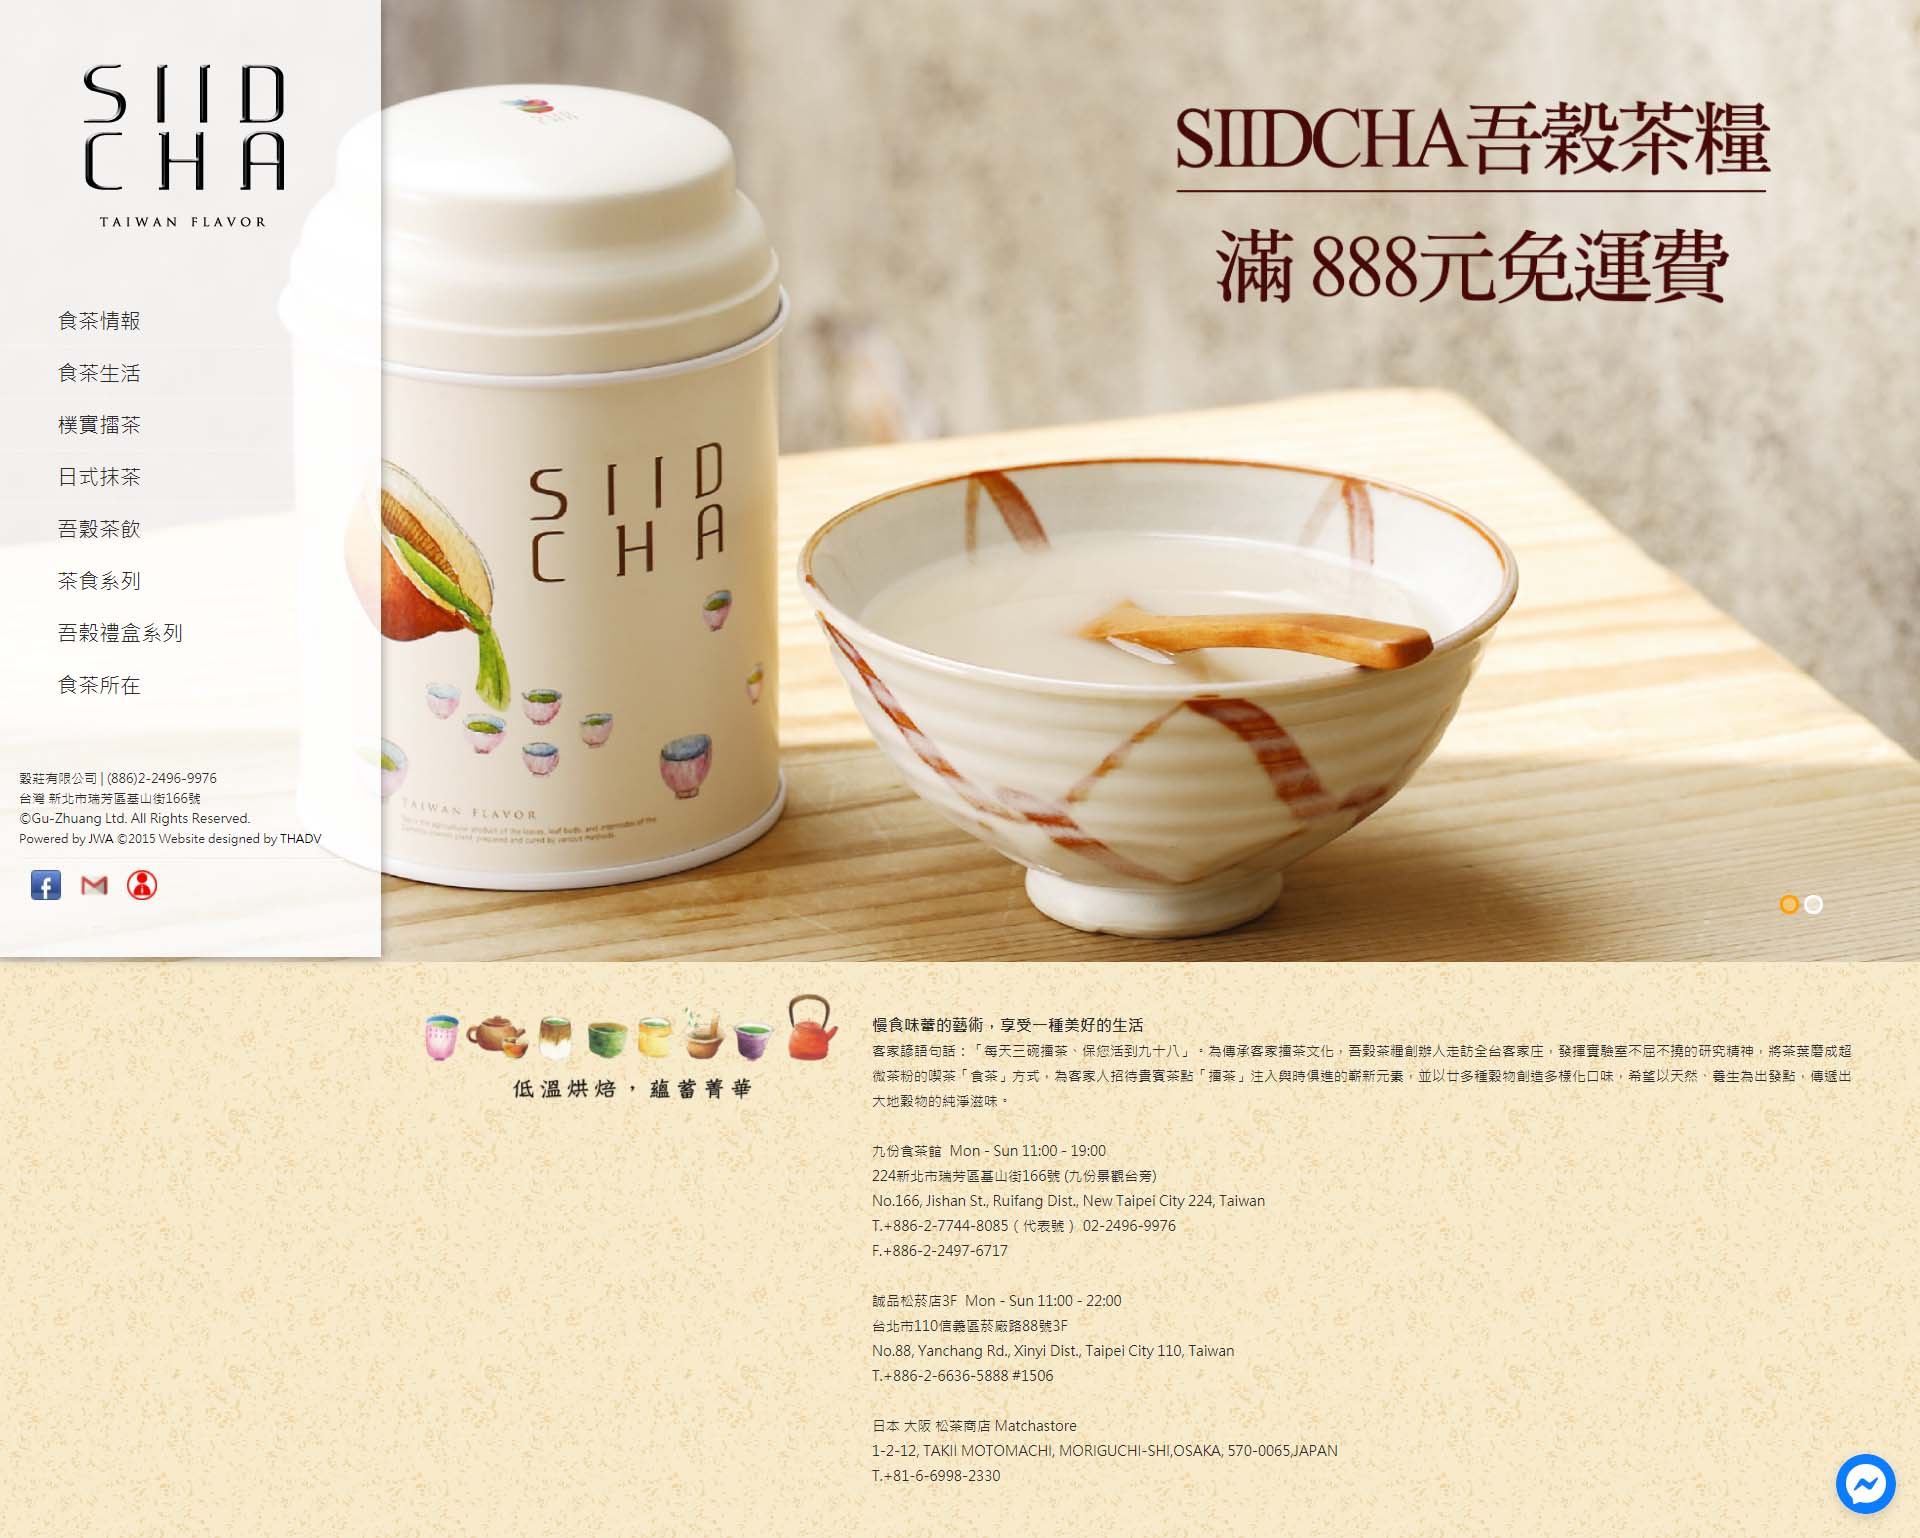 SIID
CHA
TAIWAN FLAVOR
食茶情報
食茶生活
樸實擂茶
日式抹茶
吾穀茶飲
茶食系列
吾榖禮盒系列
食茶所在
穀莊有限公司 | (886)2-2496-9976
台灣 新北市瑞芳區基山街166號
©Gu-Zhuang Ltd. All Rights Reserved.
Powered by JWA ©2015 Website designed by THADV
SIID
CHA
TAIWAN FLAVOR
SIIDCHA吾穀茶糧
滿 888元免運費
低溫烘焙，蘊蓄菁華
慢食味蕾的藝術，享受一種美好的生活
客家諺語句話：「每天三碗擂茶、保您活到九十八」。為傳承客家擂茶文化，吾穀茶糧創辦人走訪全台客家庄，發揮實驗室不屈不撓的研究精神，將茶葉磨成超
微茶粉的喫茶「食茶」方式，為客家人招待貴賓茶點「擂茶」注入與時俱進的嶄新元素，並以廿多種穀物創造多樣化口味，希望以天然、養生為出發點，傳遞出
大地穀物的純淨滋味。
九份食茶館 Mon - Sun 11:00 - 19:00
224新北市瑞芳區基山街166號 (九份景觀台旁)
No.166, Jishan St., Ruifang Dist., New Taipei City 224, Taiwan
T.+886-2-7744-8085 ( 代表號 ) 02-2496-9976
F.+886-2-2497-6717
誠品松菸店3F Mon - Sun 11:00 - 22:00
台北市110信義區菸廠路88號3F
No.88, Yanchang Rd., Xinyi Dist., Taipei City 110, Taiwan
T.+886-2-6636-5888 #1506
日本 大阪 松茶商店 Matchastore
1-2-12, TAKII MOTOMACHI, MORIGUCHI-SHI,OSAKA, 570-0065,JAPAN
T.+81-6-6998-2330